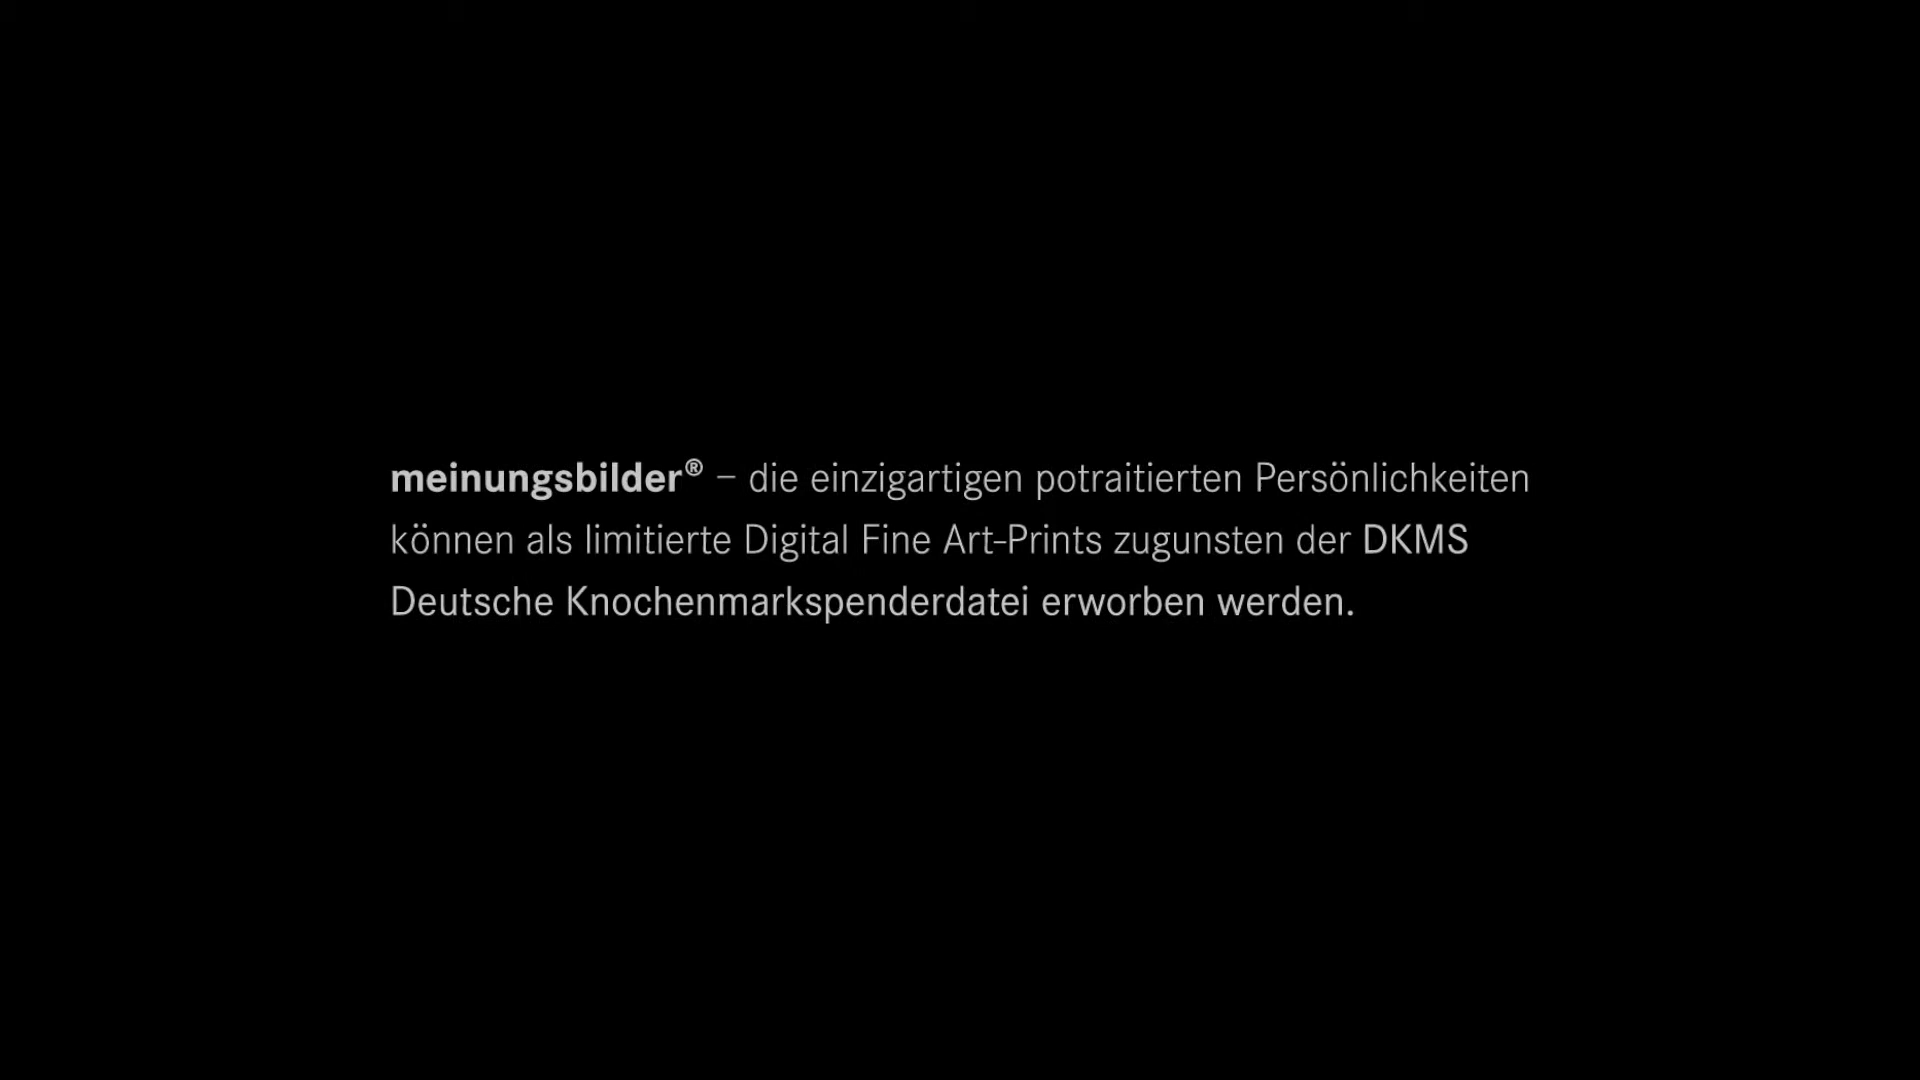 meinungsbilder® – die einzigartigen potraitierten Persönlichkeiten
können als limitierte Digital Fine Art-Prints zugunsten der DKMS
Deutsche Knochenmarkspenderdatei erworben werden.